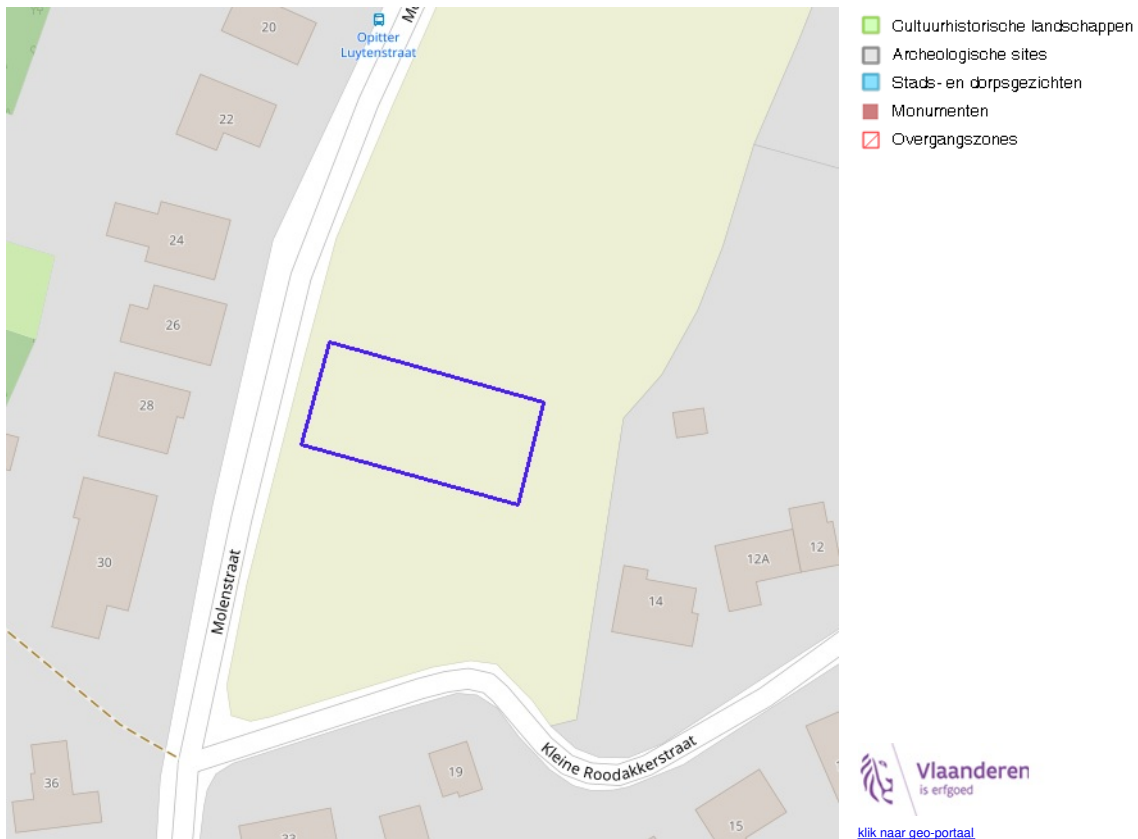 20
Opitter
Luytenstraat
22
24
26
28
30
Molenstraat
12
12A
14
Kleine Roodakkerstraat
36
19
15
Cultuurhistorische landschappen
Archeologische sites
Stads- en dorpsgezichten
Monumenten
Overgangszones
Vlaanderen
is erfgoed
klik naar geo-portaal